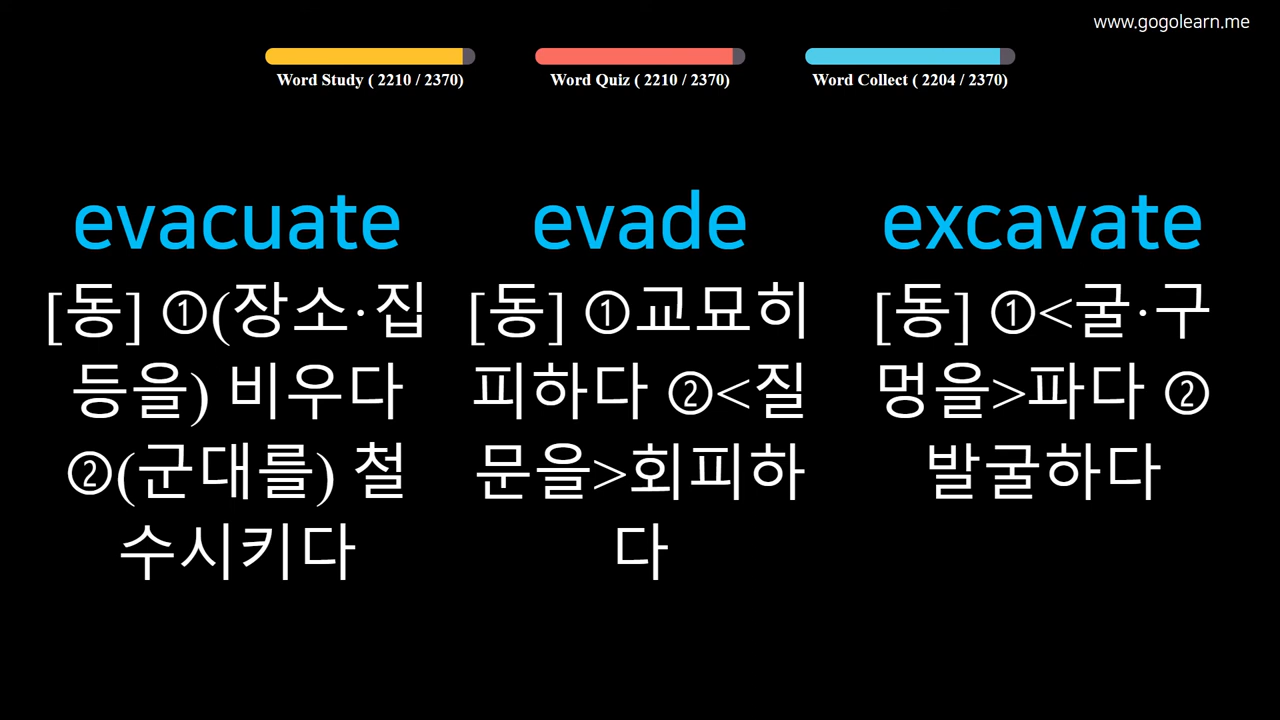 www.gogolearn.me
Word Study ( 2210 / 2370)
Word Quiz ( 2210 / 2370)
Word Collect ( 2204 / 2370)
evacuate
[동] ①(장소·집
등을) 비우다
②(군대를) 철
수시키다
evade
[동] ①교묘히
피하다 ②<질
문을>회피하
다
excavate
[동] ①<굴·구
멍을>파다 ②
발굴하다